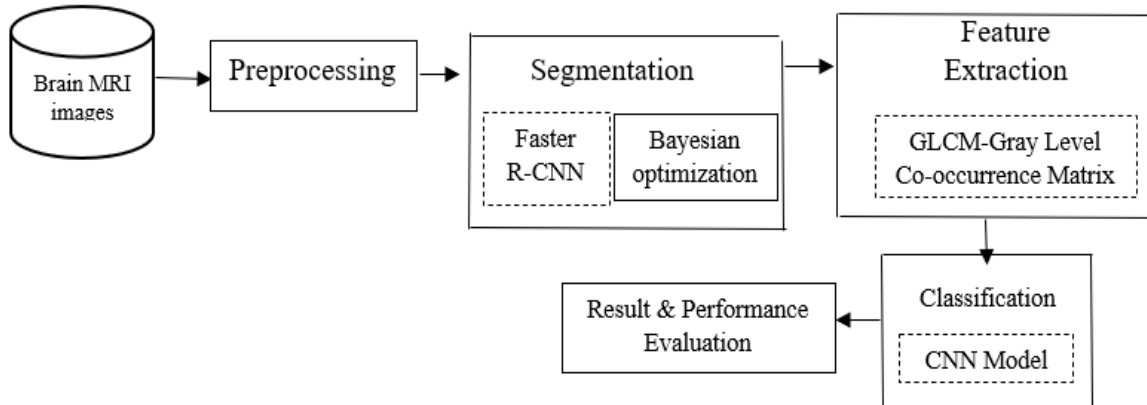 Brain MRI
images
Preprocessing
Segmentation
Faster
R-CNN
Bayesian
optimization
Feature
Extraction
GLCM-Gray Level
Co-occurrence Matrix
Classification
CNN Model
Result & Performance
Evaluation